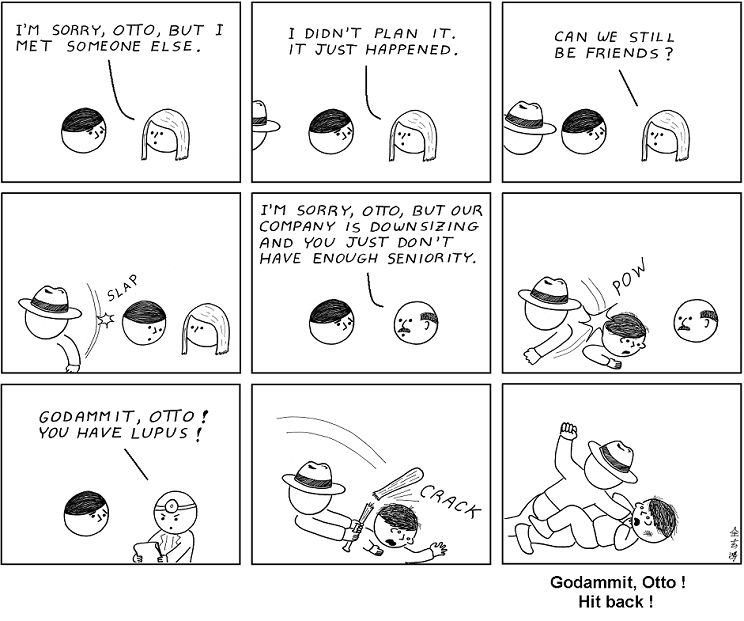 I'M SORRY, OTTO, BUT I
MET SOMEONE ELSE.
I DIDN'T PLAN IT.
IT JUST HAPPENED.
CAN WE STILL
BE FRIENDS?
SLAP
I'M SORRY, OTTO, BUT OUR
COMPANY IS DOWNSIZING
AND YOU JUST DON'T
HAVE ENOUGH SENIORITY.
POW
GODAMMIT, OTTO!
YOU HAVE LUPUS!
CRACK
Godammit, Otto !
Hit back !